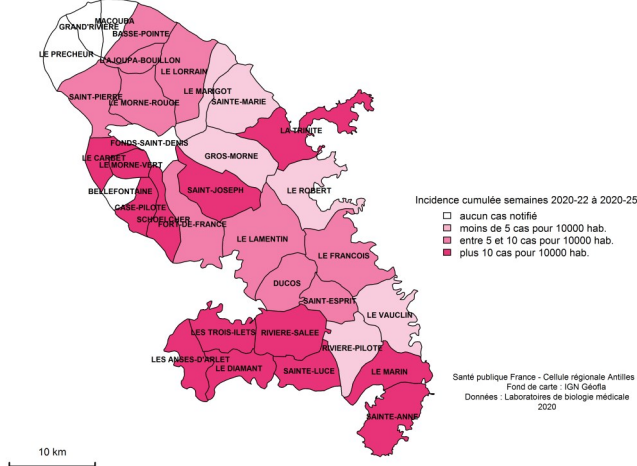 MACOUBA
GRAND'RIVIERE
BASSE-POINTE
LE PRECHEUR
L'AJOUPA-BOUILLON
LE LORRAIN
LE MARIGOT
SAINT-PIERRE
LE MORNE-ROUGE
SAINTE-MARIE
LA TRINITE
FONDS-SAINT-DENIS
LE CARBET
LE MORNE-VERT
GROS-MORNE
BELLEFONTAINE
SAINT-JOSEPH
LE ROBERT
CASE-PILOTE
SCHOELCHER
FORT-DE-FRANCE
LE LAMENTIN
LE FRANCOIS
DUCOS
SAINT-ESPRIT
LE VAUCLIN
LES TROIS-ILETS
RIVIERE-SALEE
RIVIERE-PILOTE
LES ANSES-D'ARLET
LE DIAMANT
SAINTE-LUCE
LE MARIN
SAINTE-ANNE
Incidence cumulée semaines 2020-22 à 2020-25
aucun cas notifié
moins de 5 cas pour 10000 hab.
entre 5 et 10 cas pour 10000 hab.
plus 10 cas pour 10000 hab.
Santé publique France - Cellule régionale Antilles
Fond de carte : IGN Géofla
Données : Laboratoires de biologie médicale
2020
10 km